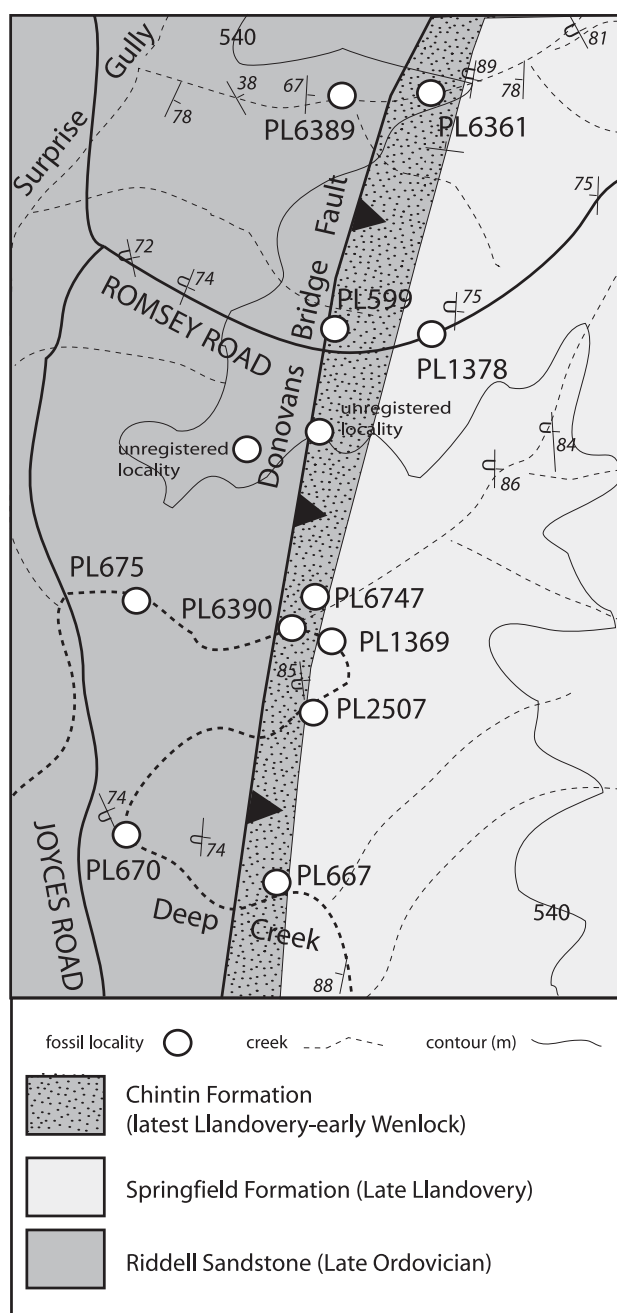 540
Surprise Gully
81
89
78
67
38
78
PL6389
PL6361
75
72
74
ROMSEY ROAD
Donovans Bridge Fault
PL599
75
PL1378
unregistered
locality
unregistered
locality
84
86
PL675
PL6390
PL6747
PL1369
85
PL2507
74
74
PL670
PL667
JOYCES ROAD
Deep Creek
540
88
fossil locality
creek
contour (m)
Chintin Formation
(latest Llandovery-early Wenlock)
Springfield Formation (Late Llandovery)
Riddell Sandstone (Late Ordovician)